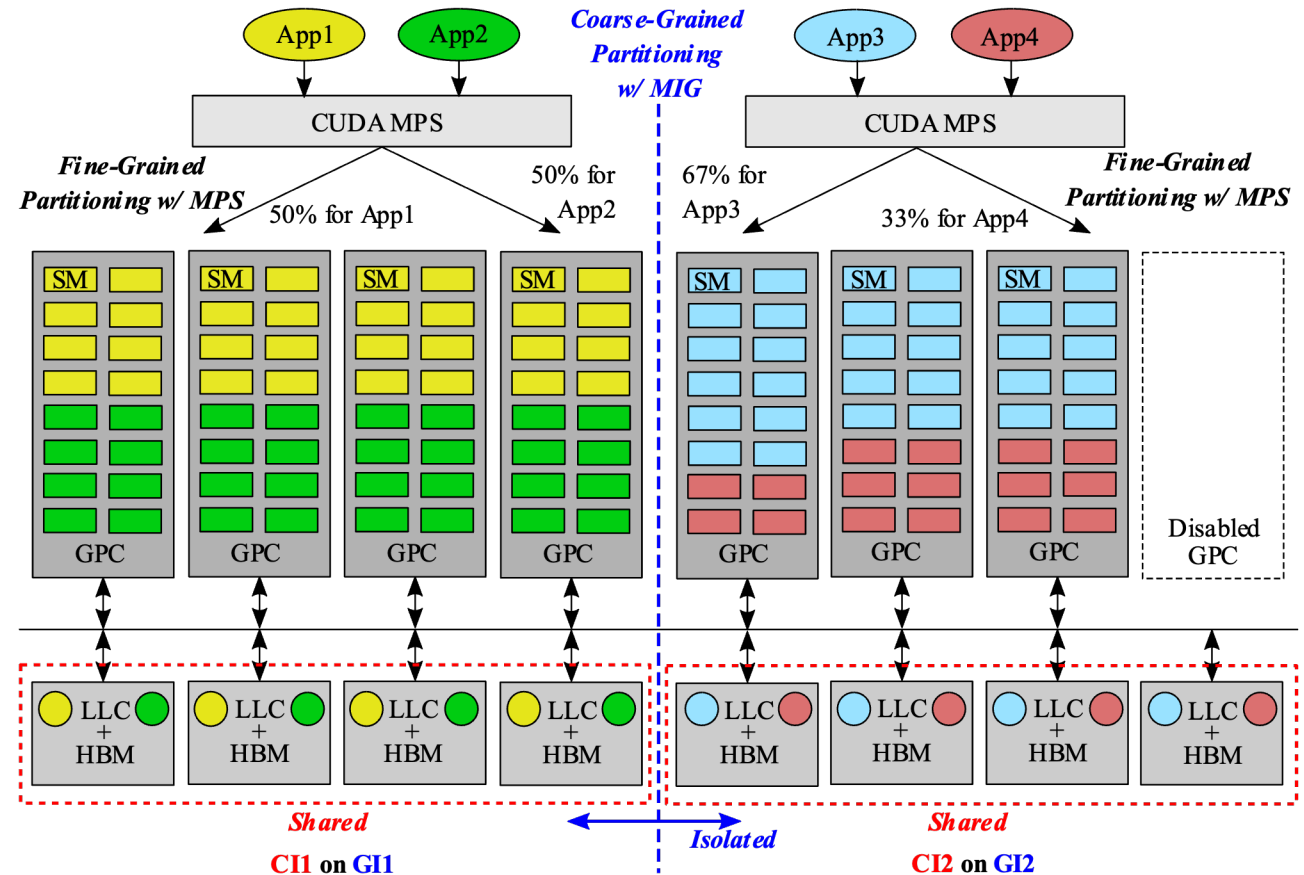 App1
App2
Coarse-Grained
Partitioning
w/ MIG
App3
App4
CUDA MPS
CUDA MPS
Fine-Grained
Partitioning w/ MPS
50% for App1
50% for
App2
67% for
App3
33% for App4
Fine-Grained
Partitioning w/ MPS
SM
SM
SM
SM
SM
SM
SM
GPC
GPC
GPC
GPC
GPC
GPC
GPC
Disabled
GPC
LLC
+
HBM
LLC
+
HBM
LLC
+
HBM
LLC
+
HBM
LLC
+
HBM
LLC
+
HBM
LLC
+
HBM
LLC
+
HBM
Shared
Isolated
Shared
CI1 on GI1
CI2 on GI2